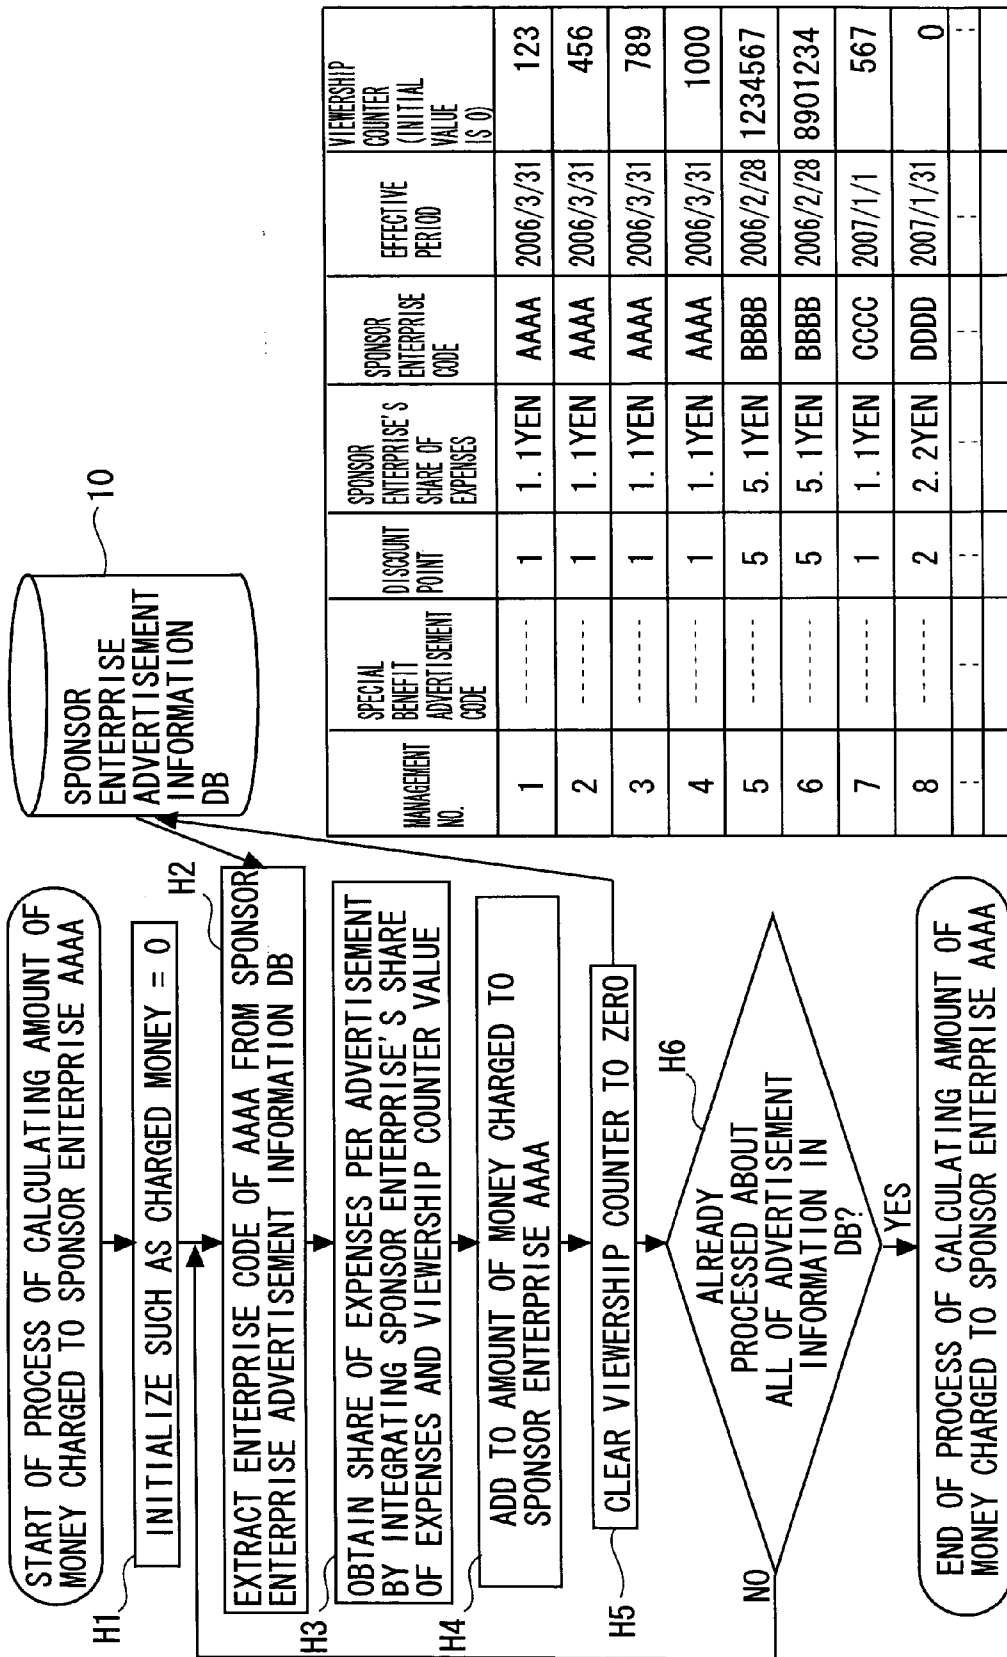 START OF PROCESS OF CALCULATING AMOUNT OF
MONEY CHARGED TO SPONSOR ENTERPRISE AAAA
H1
INITIALIZE SUCH AS CHARGED MONEY = 0
H2
EXTRACT ENTERPRISE CODE OF AAAA FROM SPONSOR
ENTERPRISE ADVERTISEMENT INFORMATION DB
H3
OBTAIN SHARE OF EXPENSES PER ADVERTISEMENT
BY INTEGRATING SPONSOR ENTERPRISE'S SHARE
OF EXPENSES AND VIEWERSHIP COUNTER VALUE
H4
ADD TO AMOUNT OF MONEY CHARGED TO
SPONSOR ENTERPRISE AAAA
H5
CLEAR VIEWERSHIP COUNTER TO ZERO
H6
ALREADY
PROCESSED ABOUT
ALL OF ADVERTISEMENT
INFORMATION IN
DB?
NO
YES
END OF PROCESS OF CALCULATING AMOUNT OF
MONEY CHARGED TO SPONSOR ENTERPRISE AAAA
10
SPONSOR
ENTERPRISE
ADVERTISEMENT
INFORMATION
DB
MANAGEMENT
NO.
SPECIAL
BENEFIT
ADVERTISEMENT
CODE
DISCOUNT
POINT
SPONSOR
ENTERPRISE'S
SHARE OF
EXPENSES
SPONSOR
ENTERPRISE
CODE
EFFECTIVE
PERIOD
VIEWERSHIP
COUNTER
(INITIAL
VALUE
IS 0)
1 ------ 1 1.1YEN AAAA 2006/3/31 123
2 ------ 1 1.1YEN AAAA 2006/3/31 456
3 ------ 1 1.1YEN AAAA 2006/3/31 789
4 ------ 1 1.1YEN AAAA 2006/3/31 1000
5 ------ 5 5.1YEN BBBB 2006/2/28 1234567
6 ------ 5 5.1YEN BBBB 2006/2/28 8901234
7 ------ 1 1.1YEN CCCC 2007/1/1 567
8 ------ 2 2.2YEN DDDD 2007/1/31 0
-- -- -- -- -- -- --